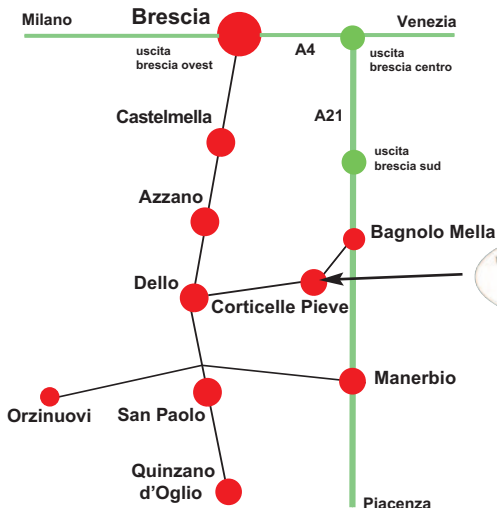 Milano
Brescia
Venezia
uscita
brescia ovest
A4
uscita
brescia centro
Castelmella
A21
uscita
brescia sud
Azzano
Bagnolo Mella
Dello
Corticelle Pieve
Manerbio
Orzinuovi
San Paolo
Quinzano
d'Oglio
Piacenza